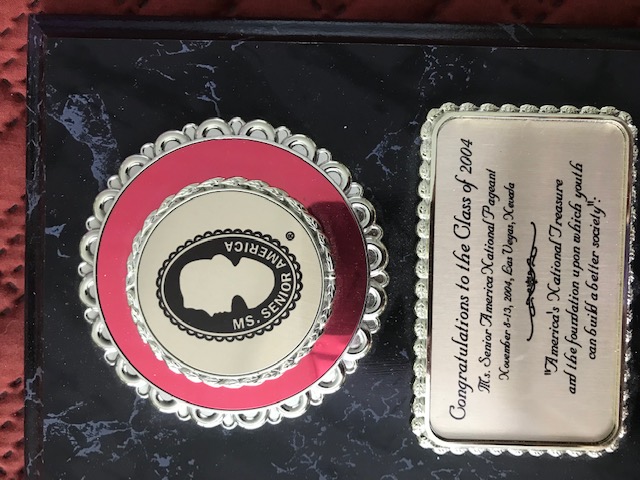 MS. SENIOR AMERICA ®
Congratulations to the Class of 2004
Ms. Senior America National Pageant
November 8-13, 2004, Las Vegas, Nevada
"America's National Treasure
and the foundation upon which youth
can build a better society".